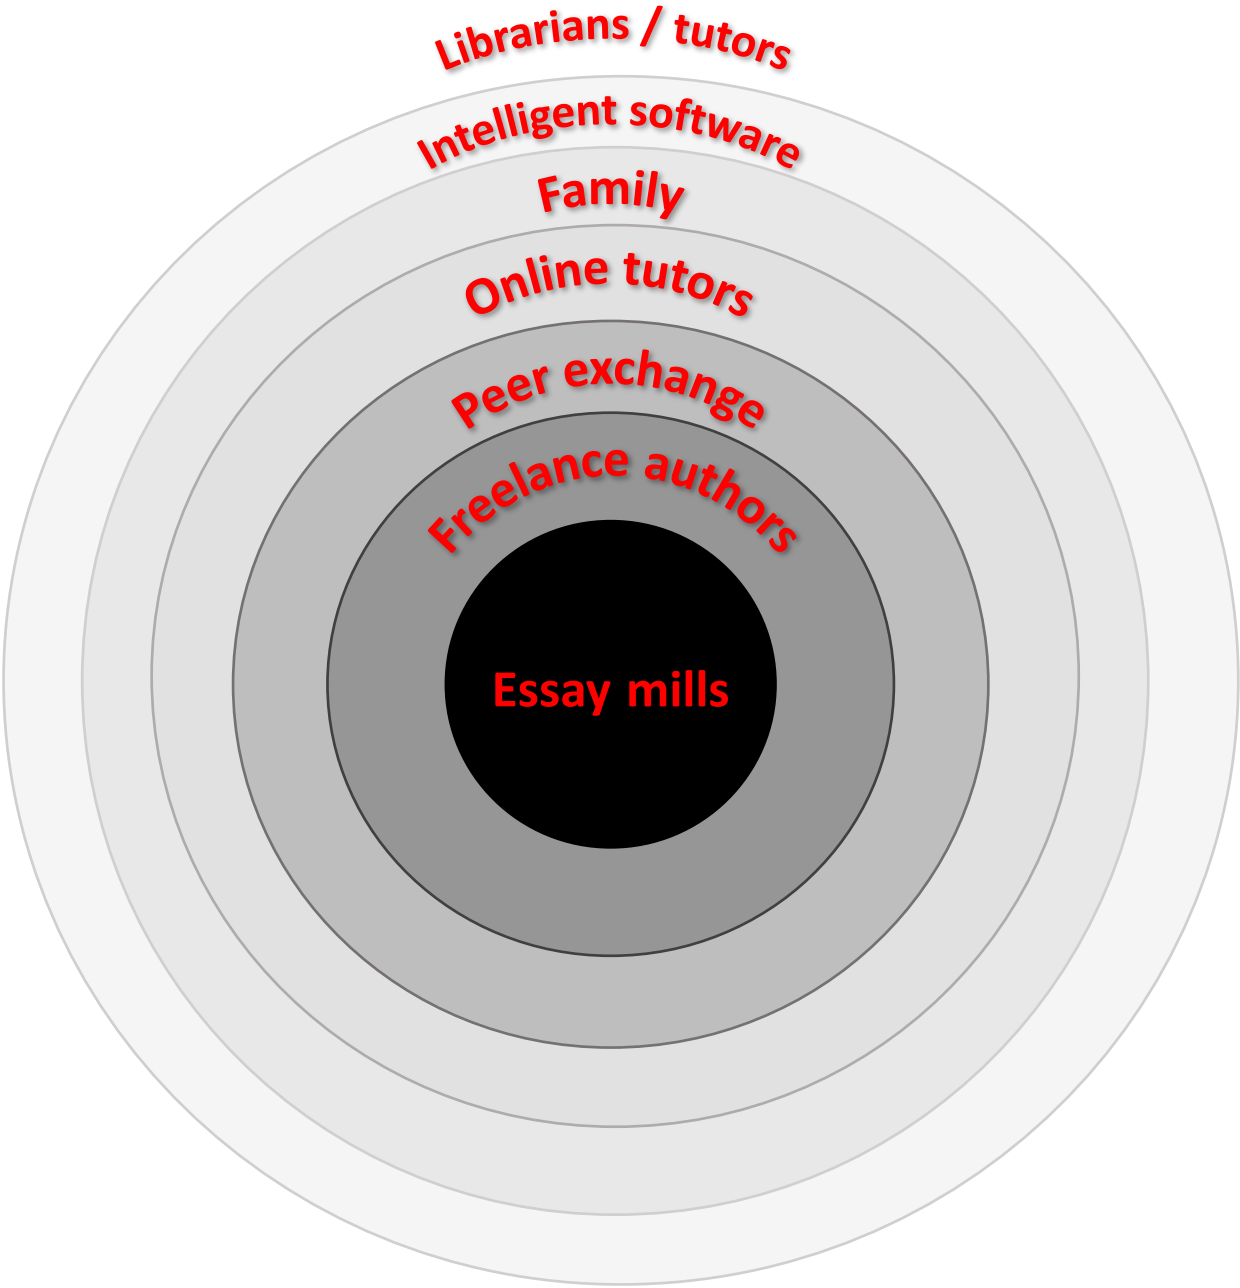 Librarians / tutors
Intelligent software
Family
Online tutors
Peer exchange
Freelance authors
Essay mills